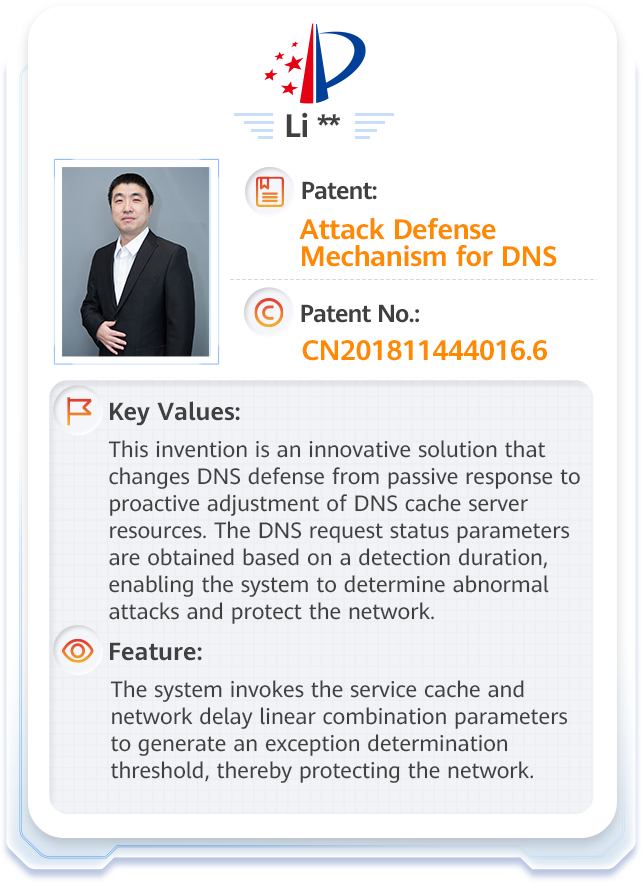 Li **
Patent:
Attack Defense
Mechanism for DNS
Patent No.:
CN201811444016.6
Key Values:
This invention is an innovative solution that
changes DNS defense from passive response to
proactive adjustment of DNS cache server
resources. The DNS request status parameters
are obtained based on a detection duration,
enabling the system to determine abnormal
attacks and protect the network.
Feature:
The system invokes the service cache and
network delay linear combination parameters
to generate an exception determination
threshold, thereby protecting the network.